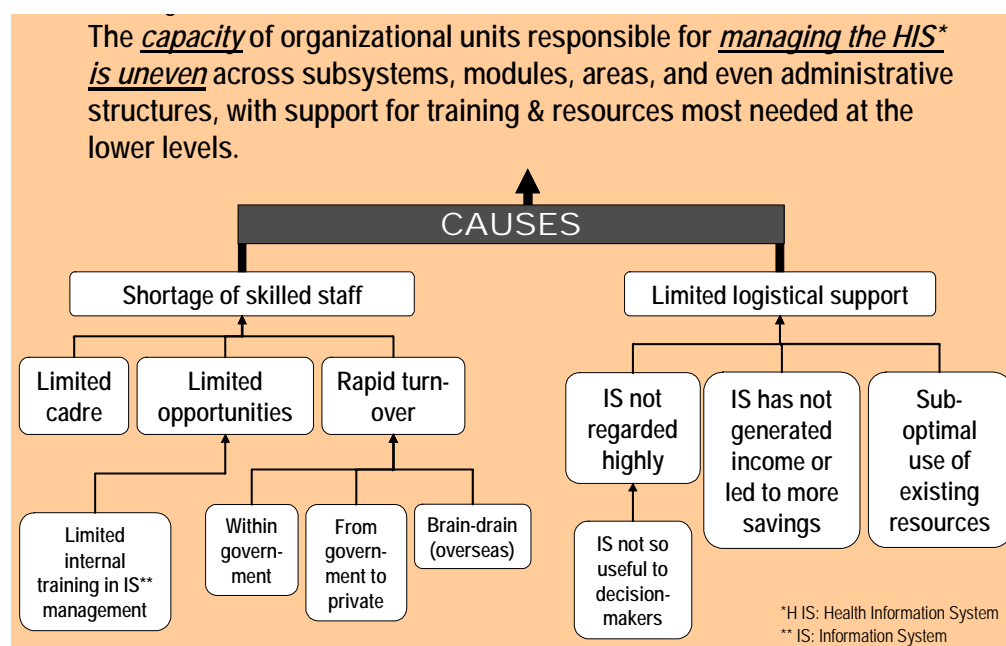 The capacity of organizational units responsible for managing the HIS*
is uneven across subsystems, modules, areas, and even administrative
structures, with support for training & resources most needed at the
lower levels.
CAUSES
Shortage of skilled staff
Limited logistical support
Limited
cadre
Limited
opportunities
Rapid turn-
over
IS not
regarded
highly
IS has not
generated
income or
led to more
savings
Sub-
optimal
use of
existing
resources
Limited
internal
training in IS**
management
Within
govern-
ment
From
govern-
ment to
private
Brain-drain
(overseas)
IS not so
useful to
decision-
makers
*H IS: Health Information System
** IS: Information System